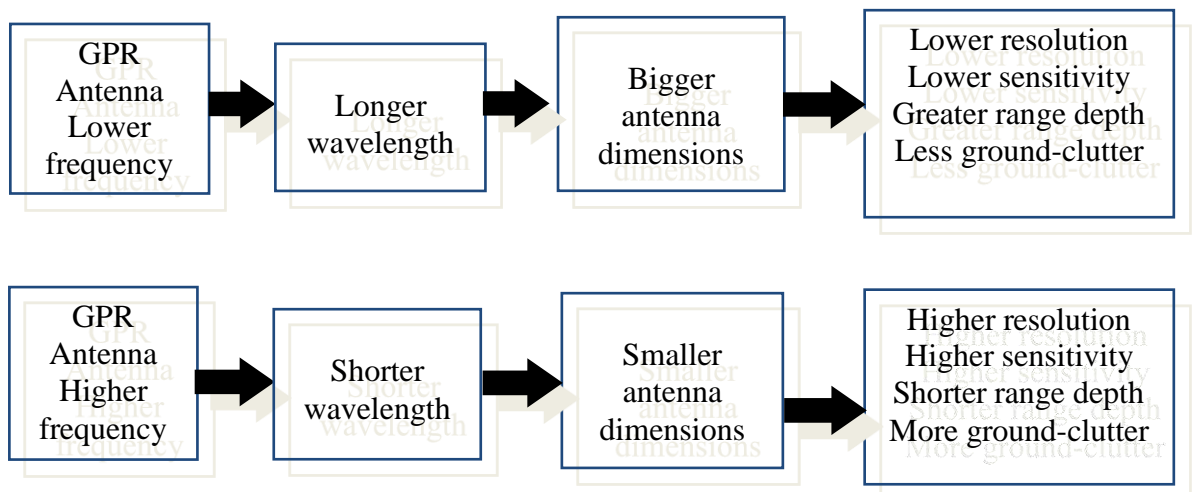 GPR
Antenna
Lower
frequency
Longer
wavelength
Bigger
antenna
dimensions
Lower resolution
Lower sensitivity
Greater range depth
Less ground-clutter
GPR
Antenna
Higher
frequency
Shorter
wavelength
Smaller
antenna
dimensions
Higher resolution
Higher sensitivity
Shorter range depth
More ground-clutter